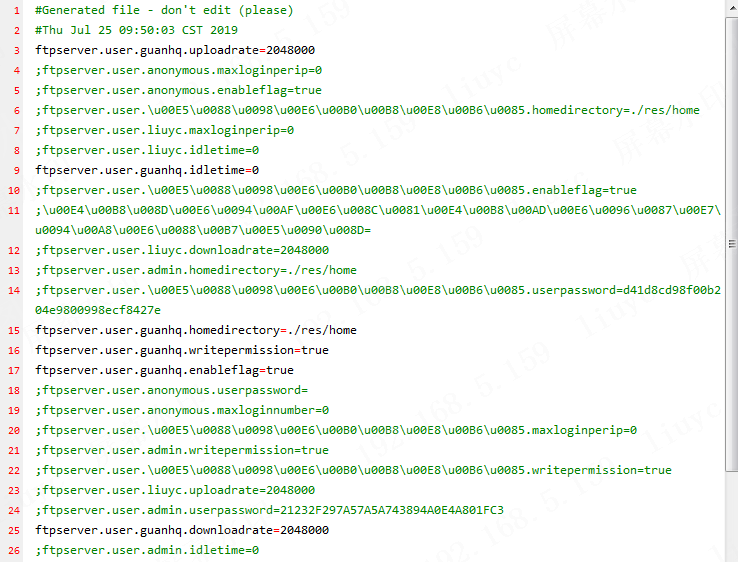 1 #Generated file - don't edit (please)
2 #Thu Jul 25 09:50:03 CST 2019
3 ftpserver.user.guanhq.uploadrate=2048000
4 ;ftpserver.user.anonymous.maxloginperip=0
5 ;ftpserver.user.anonymous.enableflag=true
6 ;ftpserver.user.\u00E5\u0088\u0098\u00E6\u00B0\u00B8\u00E8\u00B6\u0085.homedirectory=./res/home
7 ;ftpserver.user.liuyc.maxloginperip=0
8 ;ftpserver.user.liuyc.idletime=0
9 ftpserver.user.guanhq.idletime=0
10 ;ftpserver.user.\u00E5\u0088\u0098\u00E6\u00B0\u00B8\u00E8\u00B6\u0085.enableflag=true
11 ;\u00E4\u00B8\u008D\u00E6\u0094\u00AF\u00E6\u008C\u0081\u00E4\u00B8\u00AD\u00E6\u0096\u0087\u00E7\
u0094\u00A8\u00E6\u0088\u00B7\u00E5\u0090\u008D=
12 ;ftpserver.user.liuyc.downloadrate=2048000
13 ;ftpserver.user.admin.homedirectory=./res/home
14 ;ftpserver.user.\u00E5\u0088\u0098\u00E6\u00B0\u00B8\u00E8\u00B6\u0085.userpassword=d41d8cd98f00b2
04e9800998ecf8427e
15 ftpserver.user.guanhq.homedirectory=./res/home
16 ftpserver.user.guanhq.writepermission=true
17 ftpserver.user.guanhq.enableflag=true
18 ;ftpserver.user.anonymous.userpassword=
19 ;ftpserver.user.anonymous.maxloginnumber=0
20 ;ftpserver.user.\u00E5\u0088\u0098\u00E6\u00B0\u00B8\u00E8\u00B6\u0085.maxloginperip=0
21 ;ftpserver.user.admin.writepermission=true
22 ;ftpserver.user.\u00E5\u0088\u0098\u00E6\u00B0\u00B8\u00E8\u00B6\u0085.writepermission=true
23 ;ftpserver.user.liuyc.uploadrate=2048000
24 ;ftpserver.user.admin.userpassword=21232F297A57A5A743894A0E4A801FC3
25 ftpserver.user.guanhq.downloadrate=2048000
26 ;ftpserver.user.admin.idletime=0